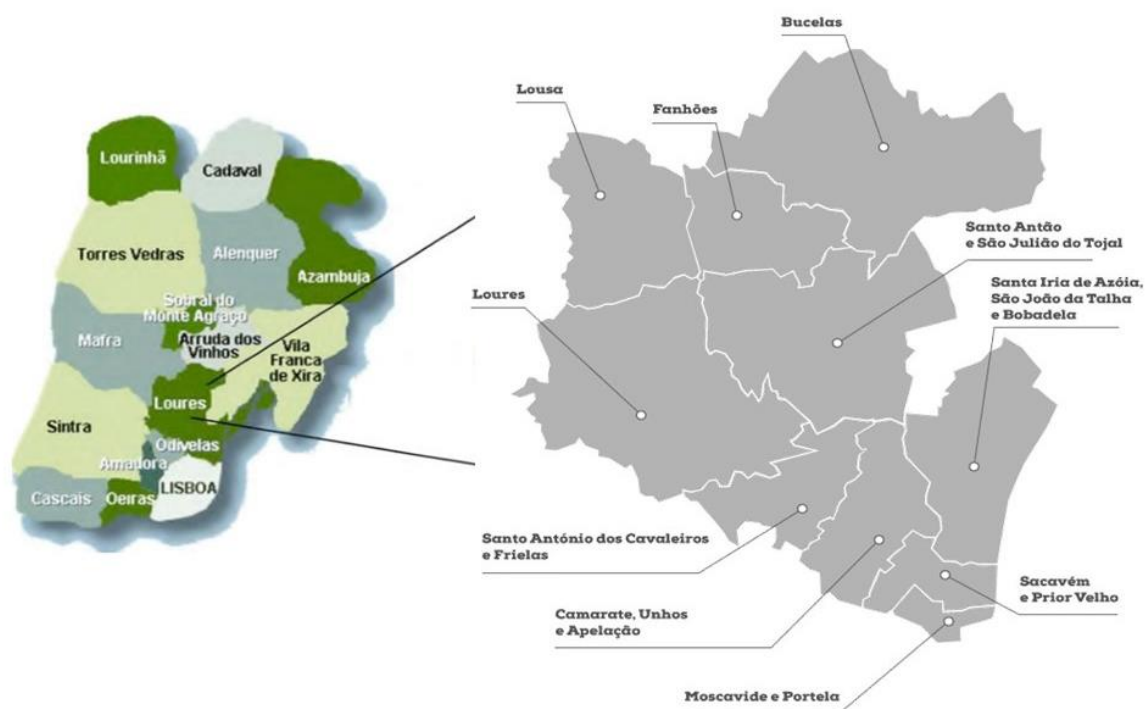 Lourinhã
Cadaval
Torres Vedras
Alenquer
Azambuja
Sobral do
Monte Agraço
Mafra
Arruda dos
Vinhos
Vila
Franca
de Xira
Loures
Sintra
Odivelas
Amadora
Cascais
Oeiras
LISBOA
Bucelas
Lousa
Fanhões
Santo Antão
e São Julião do Tojal
Loures
Santa Iria de Azóia,
São João da Talha
e Bobadela
Santo António dos Cavaleiros
e Frielas
Sacavém
e Prior Velho
Camarate, Unhos
e Apelação
Moscavide e Portela